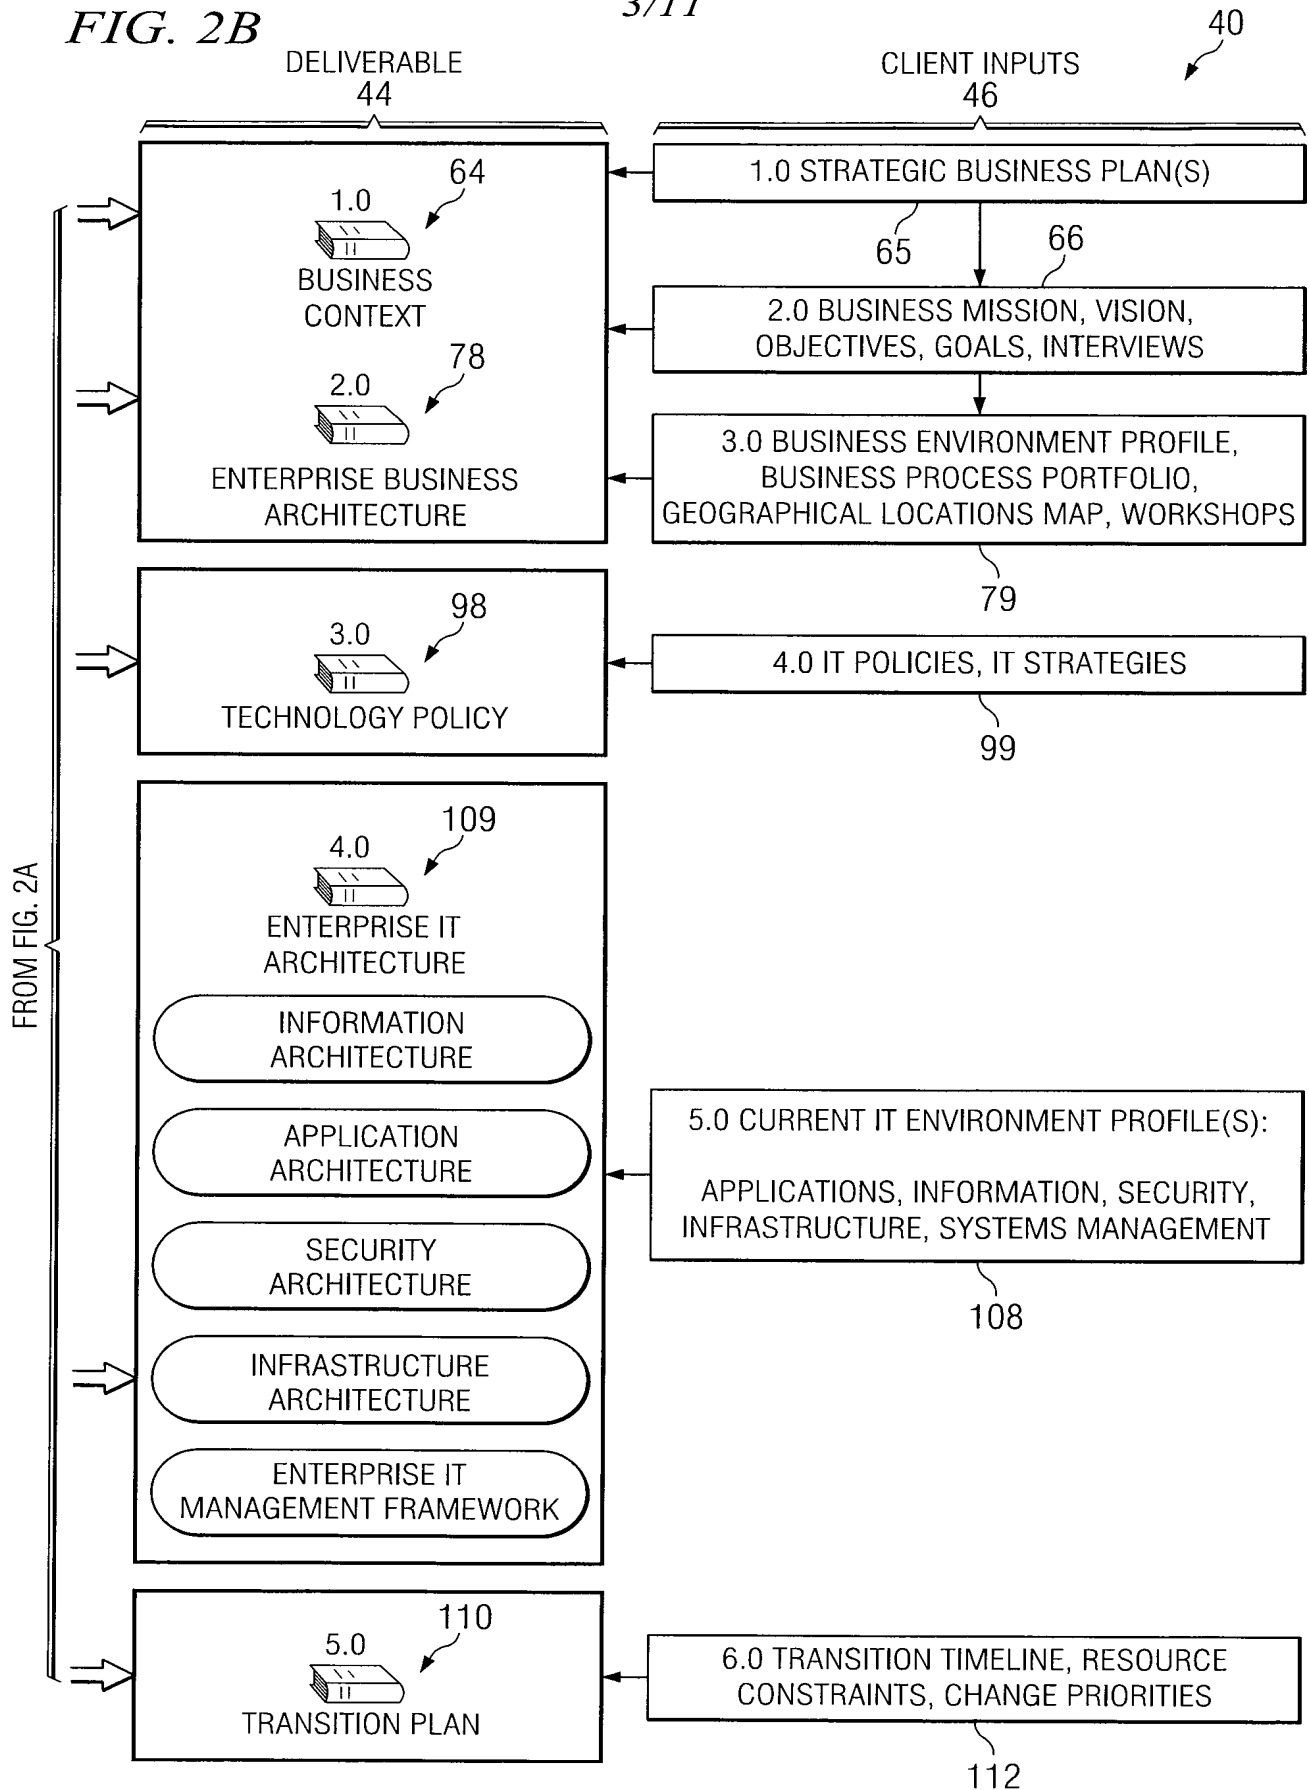 FIG. 2B
3/11
40
DELIVERABLE
44
CLIENT INPUTS
46
1.0
64
BUSINESS
CONTEXT
2.0
78
ENTERPRISE BUSINESS
ARCHITECTURE
1.0 STRATEGIC BUSINESS PLAN(S)
65
66
2.0 BUSINESS MISSION, VISION,
OBJECTIVES, GOALS, INTERVIEWS
3.0 BUSINESS ENVIRONMENT PROFILE,
BUSINESS PROCESS PORTFOLIO,
GEOGRAPHICAL LOCATIONS MAP, WORKSHOPS
79
3.0
98
TECHNOLOGY POLICY
4.0 IT POLICIES, IT STRATEGIES
99
FROM FIG. 2A
4.0
109
ENTERPRISE IT
ARCHITECTURE
INFORMATION
ARCHITECTURE
APPLICATION
ARCHITECTURE
SECURITY
ARCHITECTURE
INFRASTRUCTURE
ARCHITECTURE
ENTERPRISE IT
MANAGEMENT FRAMEWORK
5.0 CURRENT IT ENVIRONMENT PROFILE(S):
APPLICATIONS, INFORMATION, SECURITY,
INFRASTRUCTURE, SYSTEMS MANAGEMENT
108
5.0
110
TRANSITION PLAN
6.0 TRANSITION TIMELINE, RESOURCE
CONSTRAINTS, CHANGE PRIORITIES
112